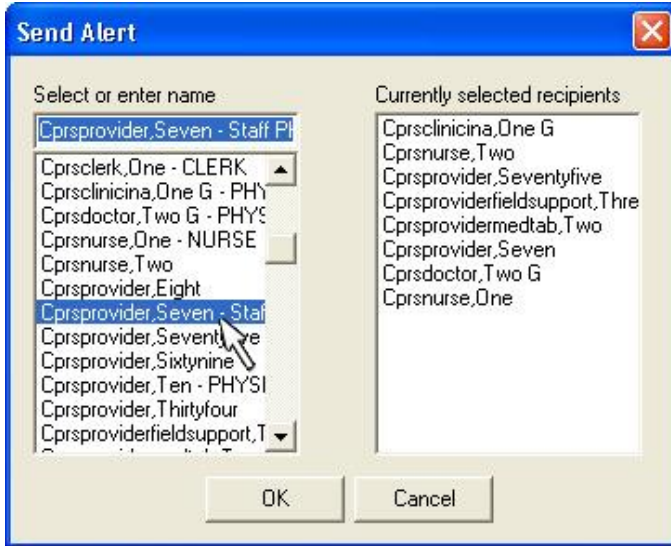 Send Alert
Select or enter name
Cprsprovider,Seven - Staff Pl
Cprsclerk,One - CLERK
Cprsclinicina,One G - PHY
Cprsdoctor,Two G - PHYS
Cprsnurse,One - NURSE
Cprsnurse,Two
Cprsprovider,Eight
Cprsprovider,Seven - Staf
Cprsprovider,Seventyfive
Cprsprovider,Sixtynine
Cprsprovider,Ten - PHYSI
Cprsprovider,Thirtyfour
Cprsproviderfieldsupport,T
Currently selected recipients
Cprsclinicina,One G
Cprsnurse,Two
Cprsprovider,Seventyfive
Cprsproviderfieldsupport,Thre
Cprsprovidermedtab,Two
Cprsprovider,Seven
Cprsdoctor,Two G
Cprsnurse,One
OK
Cancel